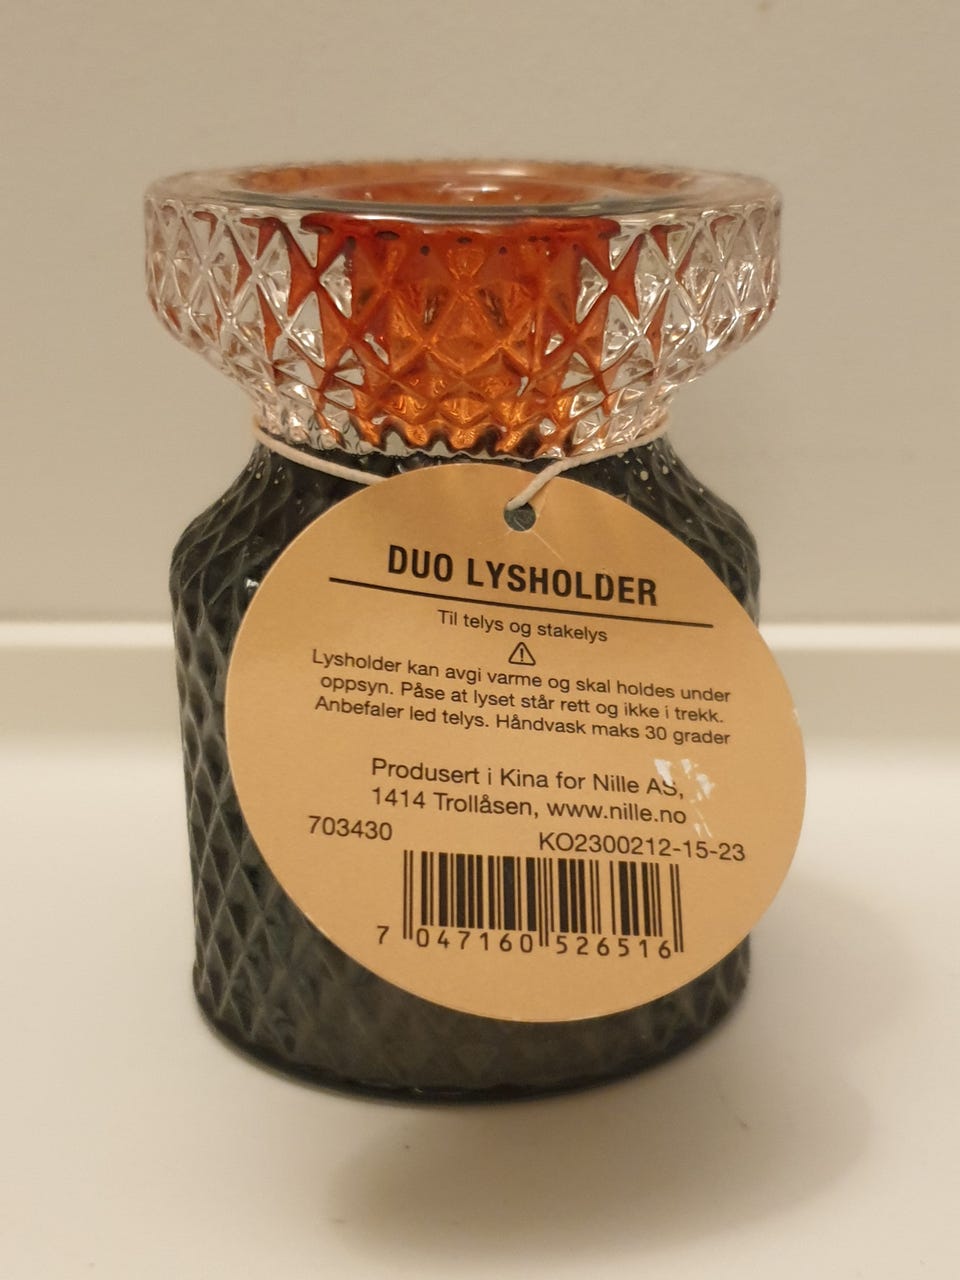 DUO LYSHOLDER
Til telys og stakelys
Lysholder kan avgi varme og skal holdes under
oppsyn. Påse at lyset står rett og ikke i trekk.
Anbefaler led telys. Håndvask maks 30 grader
Produsert i Kina for Nille AS,
1414 Trollåsen, www.nille.no
703430 KO2300212-15-23
7 047160 526516